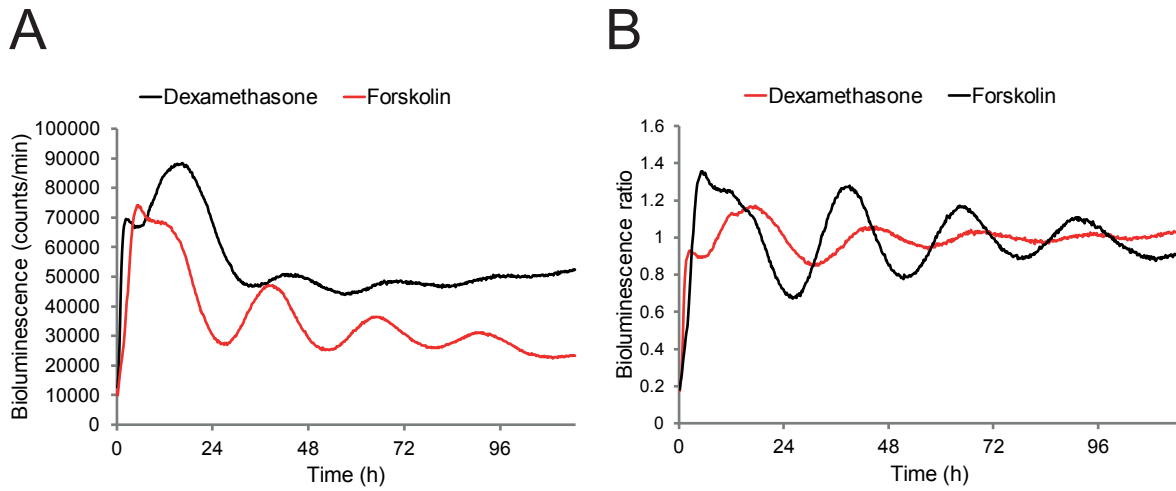 A
Dexamethasone Forskolin
Bioluminescence (counts/min)
100000
90000
80000
70000
60000
50000
40000
30000
20000
10000
0
0 24 48 72 96
Time (h)
B
Dexamethasone Forskolin
Bioluminescence ratio
1.6
1.4
1.2
1
0.8
0.6
0.4
0.2
0
0 24 48 72 96
Time (h)